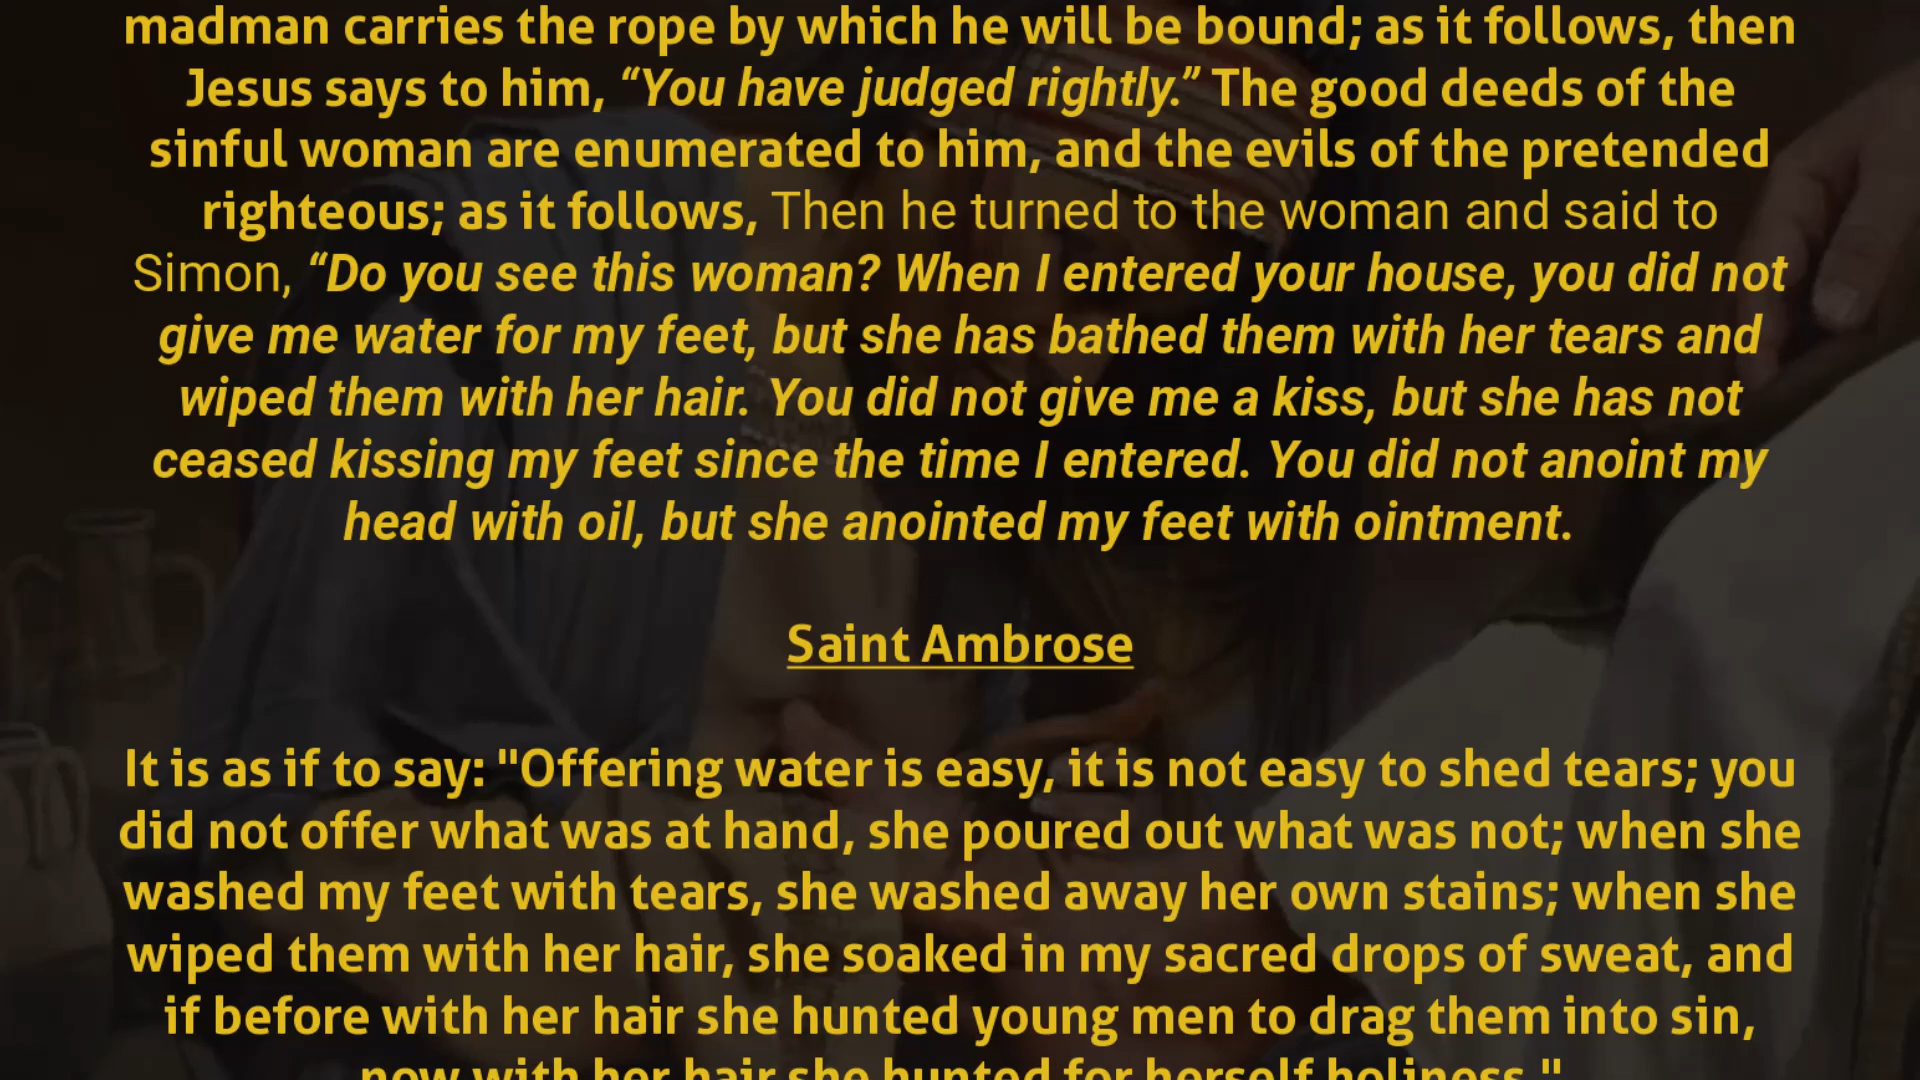 madman carries the rope by which he will be bound; as it follows, then
Jesus says to him, “You have judged rightly.” The good deeds of the
sinful woman are enumerated to him, and the evils of the pretended
righteous; as it follows, Then he turned to the woman and said to
Simon, “Do you see this woman? When I entered your house, you did not
give me water for my feet, but she has bathed them with her tears and
wiped them with her hair. You did not give me a kiss, but she has not
ceased kissing my feet since the time I entered. You did not anoint my
head with oil, but she anointed my feet with ointment.
Saint Ambrose
It is as if to say: "Offering water is easy, it is not easy to shed tears; you
did not offer what was at hand, she poured out what was not; when she
washed my feet with tears, she washed away her own stains; when she
wiped them with her hair, she soaked in my sacred drops of sweat, and
if before with her hair she hunted young men to drag them into sin,
now with her hair she hunted for herself holiness."